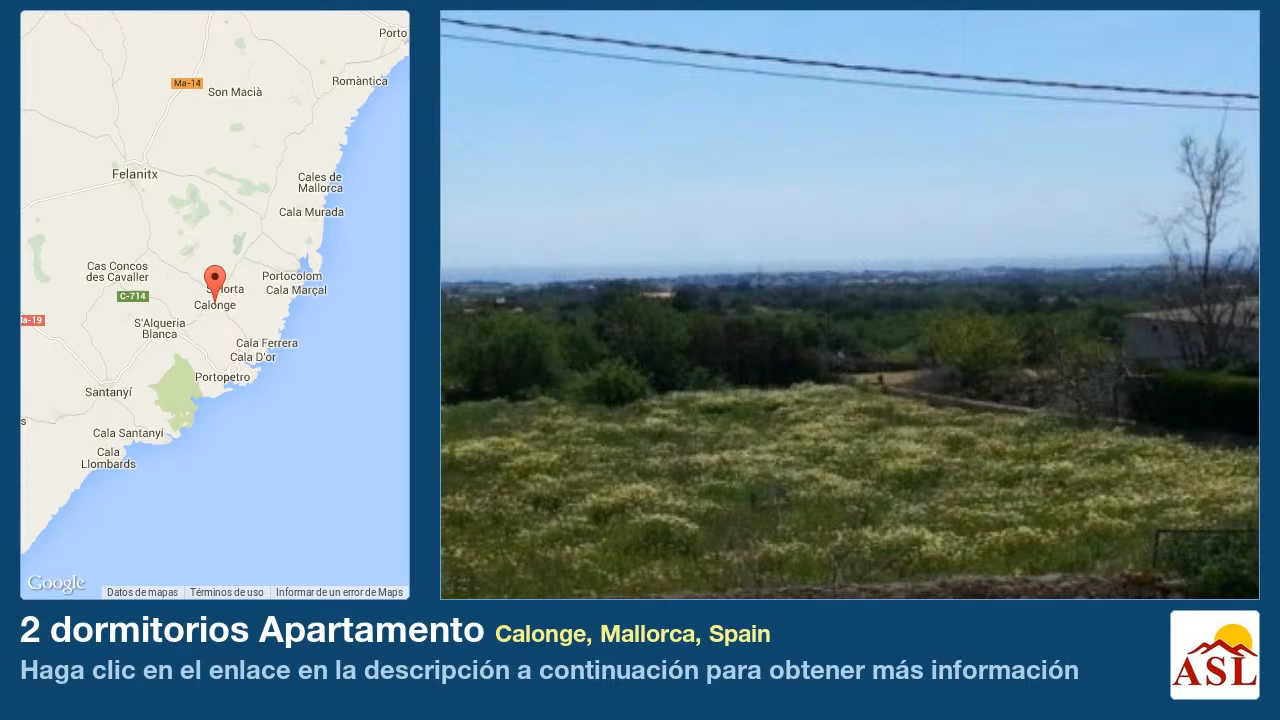 Porto
Ma-14
Romàntica
Son Macià
Felanitx
Cales de
Mallorca
Cala Murada
Cas Concos
des Cavaller
C-714
S'Horta
Portocolom
Cala Marçal
Calonge
S'Alqueria
Blanca
Cala Ferrera
Cala D'or
Portopetro
Santanyí
s
Cala Santanyí
Cala
Llombards
Google
Datos de mapas
Términos de uso
Informar de un error de Maps
2 dormitorios Apartamento Calonge, Mallorca, Spain
Haga clic en el enlace en la descripción a continuación para obtener más información
ASL